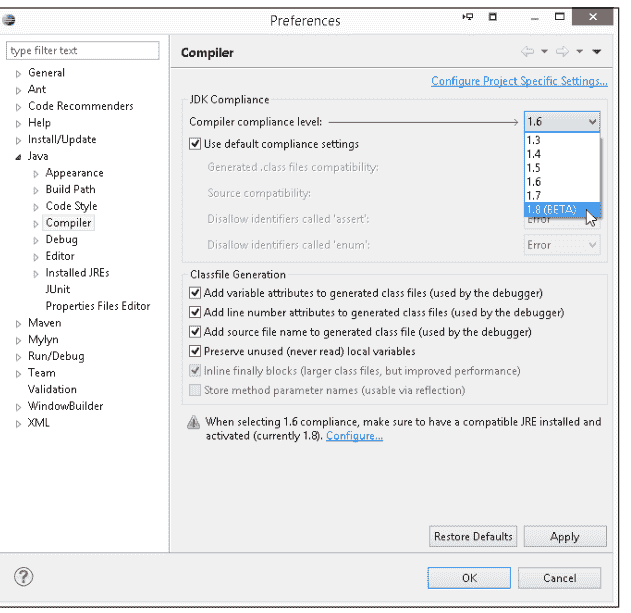 Preferences
type filter text
General
Ant
Code Recommenders
Help
Install/Update
Java
Appearance
Build Path
Code Style
Compiler
Debug
Editor
Installed JREs
JUnit
Properties Files Editor
Maven
Mylyn
Run/Debug
Team
Validation
WindowBuilder
XML
Compiler
Configure Project Specific Settings...
JDK Compliance
Compiler compliance level: 1.6
1.3
1.4
1.5
1.6
1.7
1.8 (BETA)
Use default compliance settings
Generated .class files compatibility:
Source compatibility:
Disallow identifiers called 'assert': Error
Disallow identifiers called 'enum': Error
Classfile Generation
Add variable attributes to generated class files (used by the debugger)
Add line number attributes to generated class files (used by the debugger)
Add source file name to generated class file (used by the debugger)
Preserve unused (never read) local variables
Inline finally blocks (larger class files, but improved performance)
Store method parameter names (usable via reflection)
When selecting 1.6 compliance, make sure to have a compatible JRE installed and
activated (currently 1.8). Configure...
Restore Defaults Apply
OK Cancel